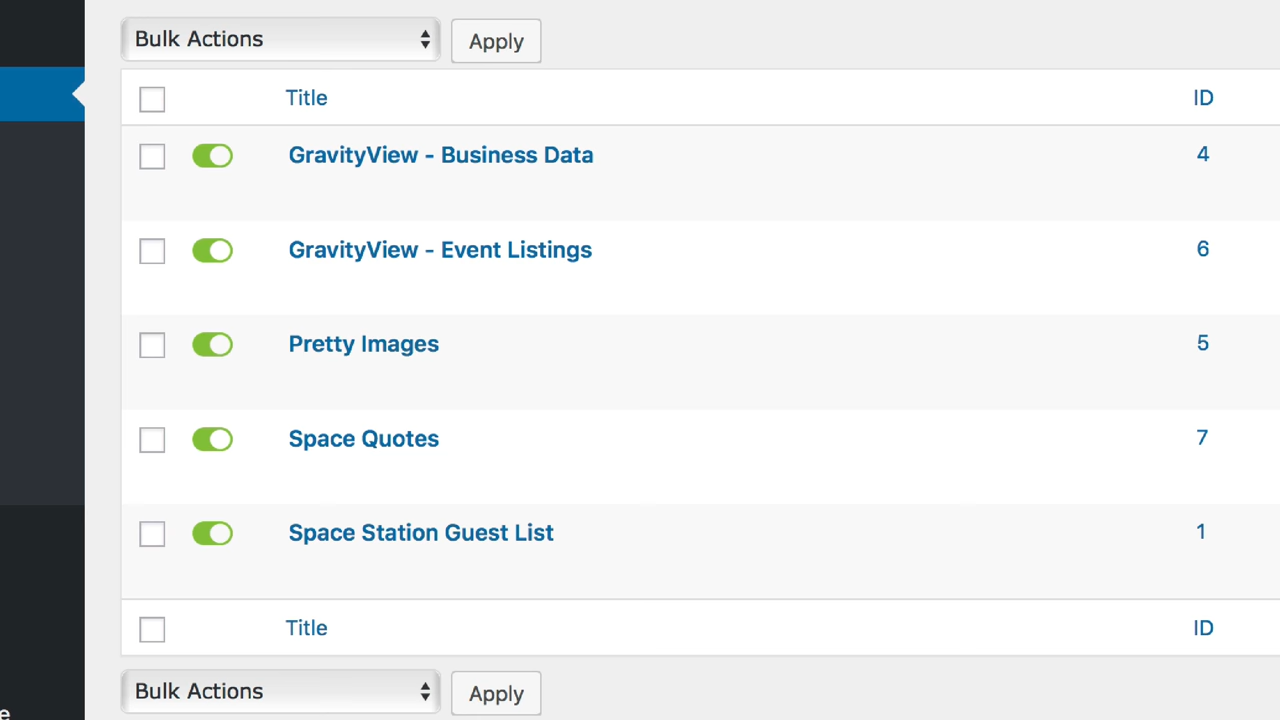 Bulk Actions Apply
Title ID
GravityView - Business Data 4
GravityView - Event Listings 6
Pretty Images 5
Space Quotes 7
Space Station Guest List 1
Title ID
Bulk Actions Apply